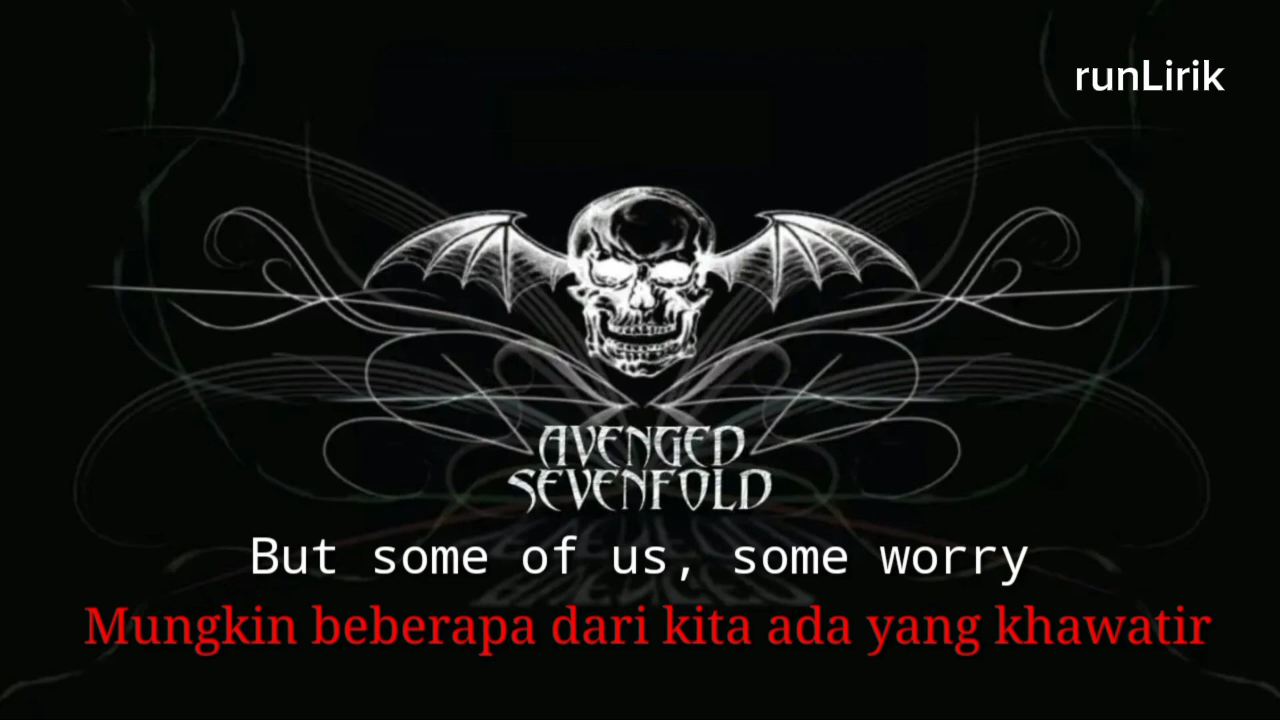 runLirik
AVENGED
SEVENFOLD
But some of us, some worry
Mungkin beberapa dari kita ada yang khawatir